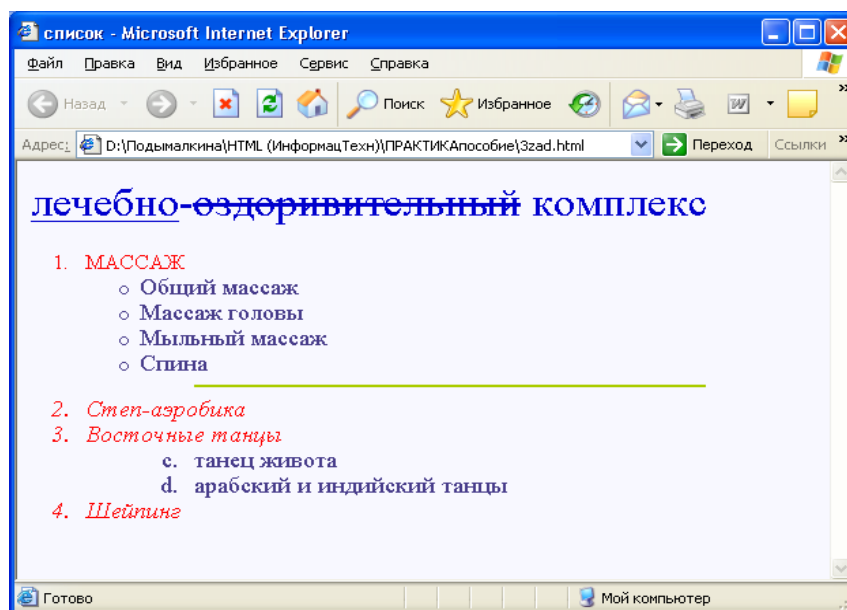 список - Microsoft Internet Explorer
Файл Правка Вид Избранное Сервис Справка
Назад Поиск Избранное
Адрес: D:\Подымалкина\HTML (ИнформацТехн)\ПРАКТИКАпособие\3zad.html Переход Ссылки
лечебно-оздоривительный комплекс
1. МАССАЖ
Общий массаж
Массаж головы
Мыльный массаж
Спина
2. Степ-аэробика
3. Восточные танцы
c. танец живота
d. арабский и индийский танцы
4. Шейпинг
Готово Мой компьютер